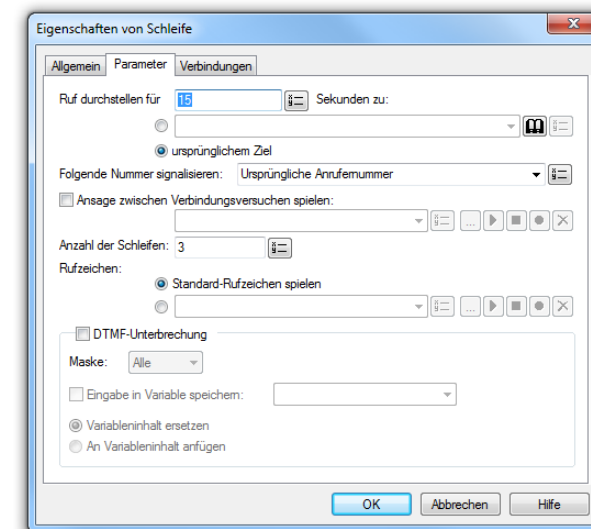 Eigenschaften von Schleife
Allgemein Parameter Verbindungen
Ruf durchstellen für 15 Sekunden zu:
ursprünglichem Ziel
Folgende Nummer signalisieren: Ursprüngliche Anrufernummer
Ansage zwischen Verbindungsversuchen spielen:
...
Anzahl der Schleifen: 3
Rufzeichen:
Standard-Rufzeichen spielen
...
DTMF-Unterbrechung
Maske: Alle
Eingabe in Variable speichern:
Variableninhalt ersetzen
An Variableninhalt anfügen
OK Abbrechen Hilfe